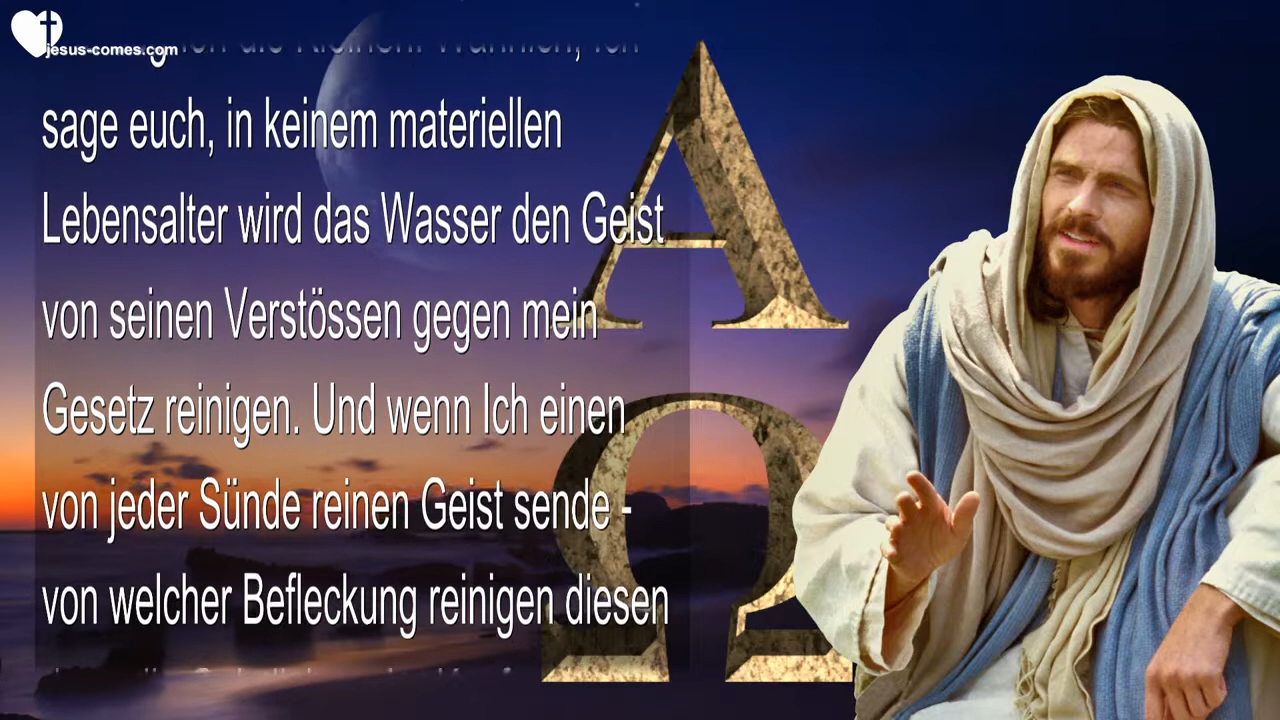 jesus-comes.com
sage euch, in keinem materiellen
Lebensalter wird das Wasser den Geist
von seinen Verstössen gegen mein
Gesetz reinigen. Und wenn Ich einen
von jeder Sünde reinen Geist sende -
von welcher Befleckung reinigen diesen
Α
Ω